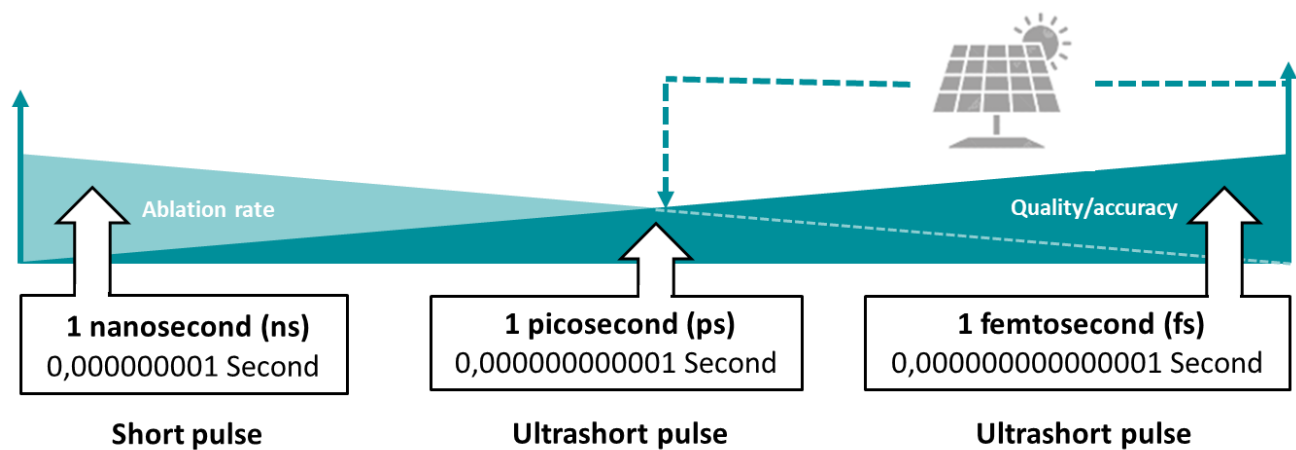 Ablation rate
Quality/accuracy
1 nanosecond (ns)
0,000000001 Second
1 picosecond (ps)
0,000000000001 Second
1 femtosecond (fs)
0,000000000000001 Second
Short pulse
Ultrashort pulse
Ultrashort pulse